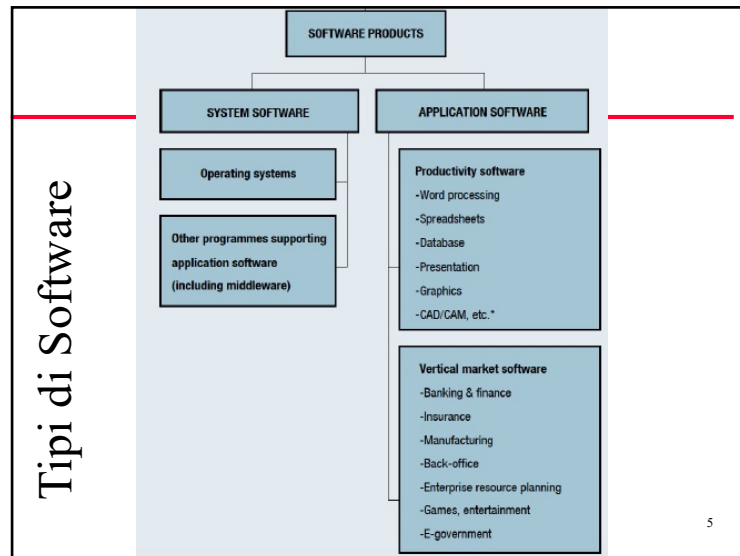 Tipi di Software
SOFTWARE PRODUCTS
SYSTEM SOFTWARE
Operating systems
Other programmes supporting
application software
(including middleware)
APPLICATION SOFTWARE
Productivity software
-Word processing
-Spreadsheets
-Database
-Presentation
-Graphics
-CAD/CAM, etc.*
Vertical market software
-Banking & finance
-Insurance
-Manufacturing
-Back-office
-Enterprise resource planning
-Games, entertainment
-E-government
5